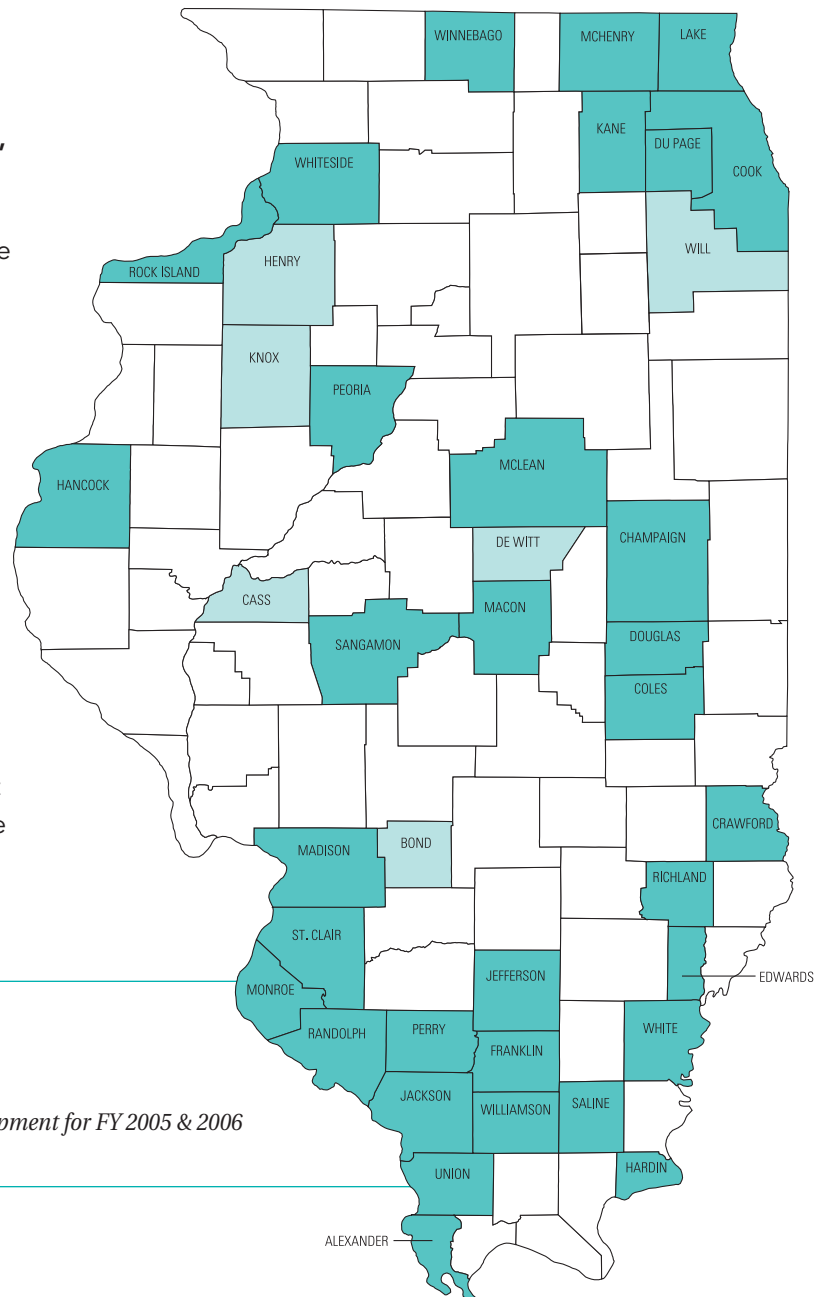 WINNEBAGO
MCHENRY
LAKE
KANE
DU PAGE
COOK
WHITESIDE
e
ROCK ISLAND
HENRY
WILL
KNOX
PEORIA
HANCOCK
MCLEAN
DE WITT
CHAMPAIGN
CASS
MACON
SANGAMON
DOUGLAS
COLES
e
MADISON
BOND
CRAWFORD
RICHLAND
ST. CLAIR
JEFFERSON
EDWARDS
MONROE
RANDOLPH
PERRY
WHITE
FRANKLIN
JACKSON
WILLIAMSON
SALINE
pment for FY 2005 & 2006
UNION
HARDIN
ALEXANDER